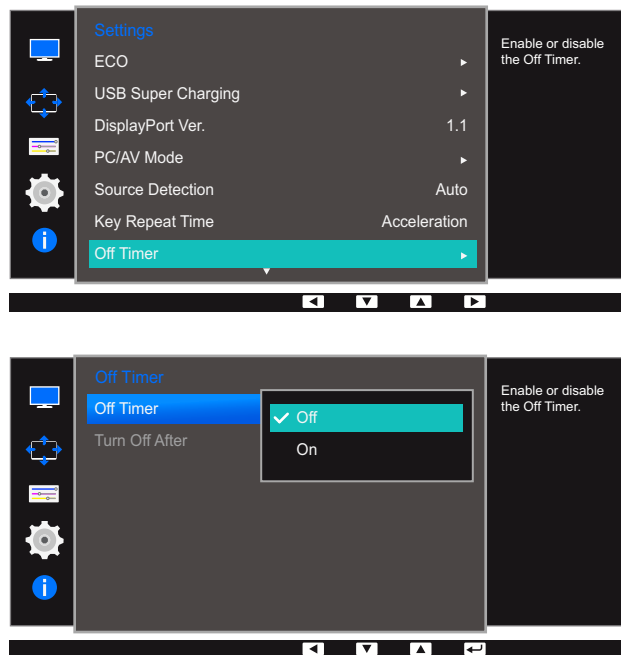 Settings
Enable or disable
the Off Timer.
ECO
USB Super Charging
DisplayPort Ver. 1.1
PC/AV Mode
Source Detection Auto
Key Repeat Time Acceleration
Off Timer
Off Timer
Enable or disable
the Off Timer.
Off Timer
Off
Turn Off After
On